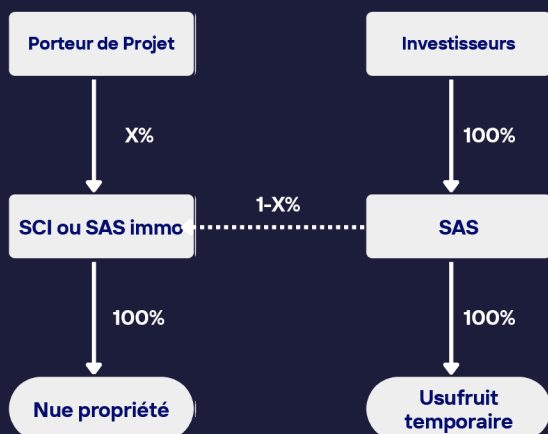 Porteur de Projet
Investisseurs
X%
100%
1-X%
SCI ou SAS immo
SAS
100%
100%
Nue propriété
Usufruit
temporaire